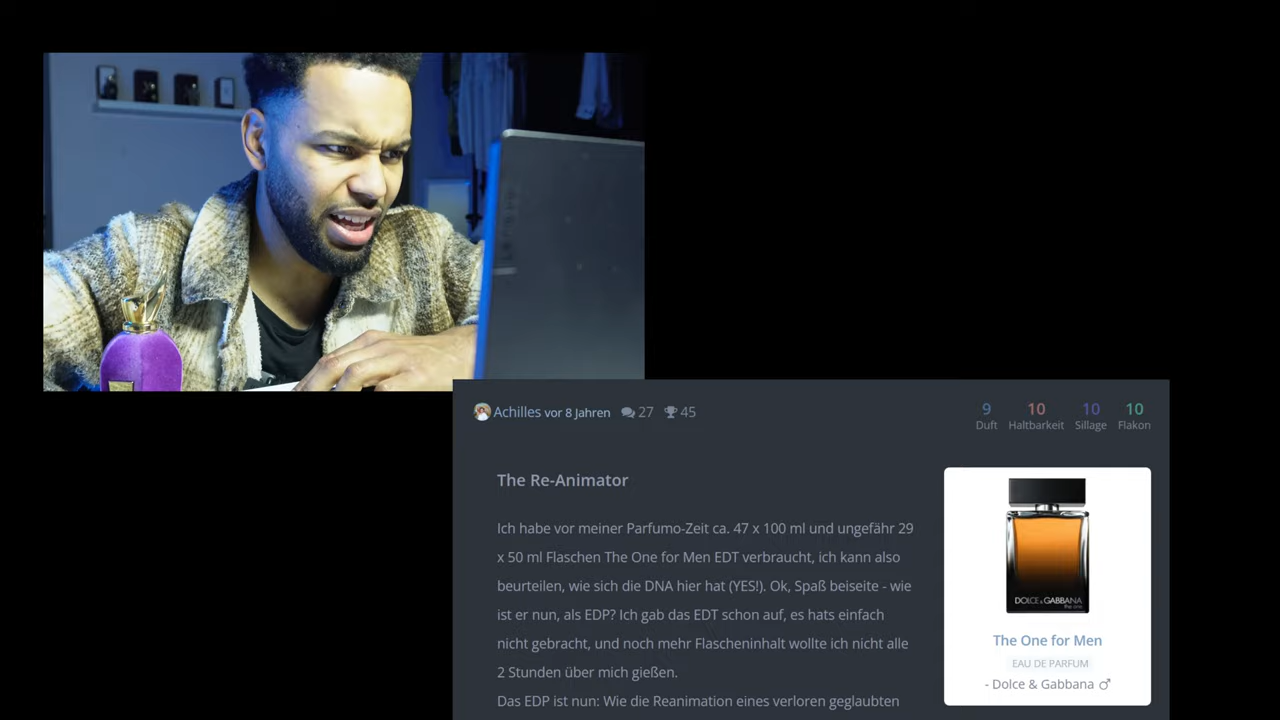 Achilles vor 8 Jahren 27 45
9 10 10 10
Duft Haltbarkeit Sillage Flakon
The Re-Animator
Ich habe vor meiner Parfumo-Zeit ca. 47 x 100 ml und ungefähr 29
x 50 ml Flaschen The One for Men EDT verbraucht, ich kann also
beurteilen, wie sich die DNA hier hat (YES!). Ok, Spaß beiseite - wie
ist er nun, als EDP? Ich gab das EDT schon auf, es hats einfach
nicht gebracht, und noch mehr Flascheninhalt wollte ich nicht alle
2 Stunden über mich gießen.
Das EDP ist nun: Wie die Reanimation eines verloren geglaubten
DOLCE & GABBANA
the one
The One for Men
EAU DE PARFUM
- Dolce & Gabbana ♂